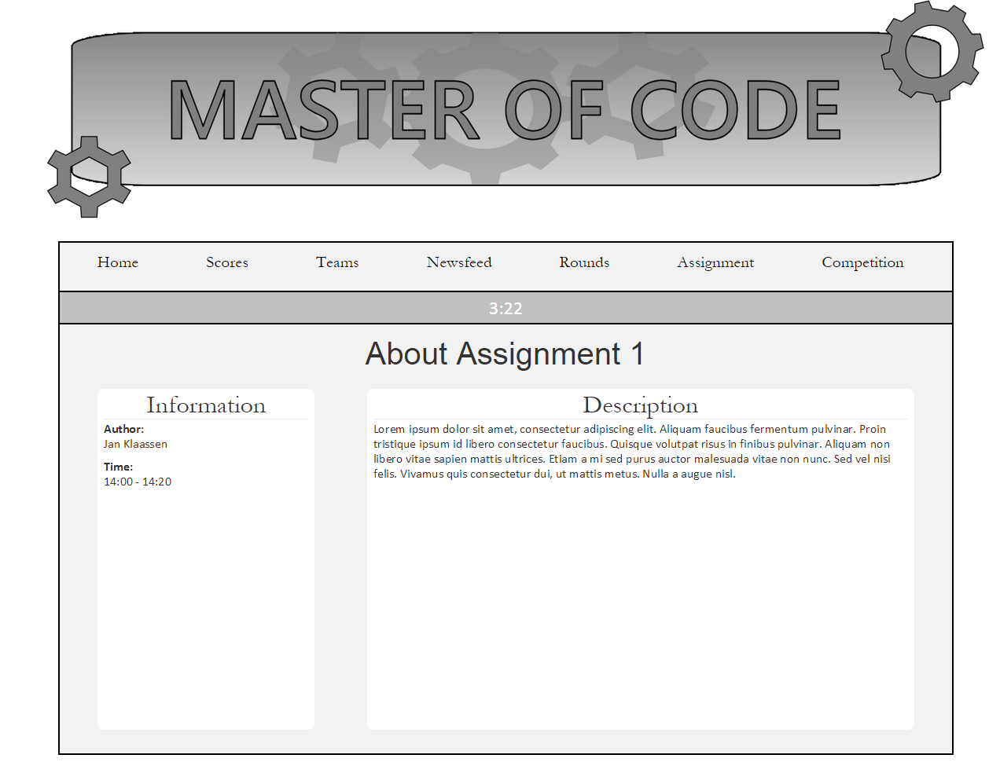 MASTER OF CODE
Home Scores Teams Newsfeed Rounds Assignment Competition
3:22
About Assignment 1
Information
Author:
Jan Klaassen
Time:
14:00 - 14:20
Description
Lorem ipsum dolor sit amet, consectetur adipiscing elit. Aliquam faucibus fermentum pulvinar. Proin
tristique ipsum id libero consectetur faucibus. Quisque volutpat risus in finibus pulvinar. Aliquam non
libero vitae sapien mattis ultrices. Etiam a mi sed purus auctor malesuada vitae non nunc. Sed vel nisi
felis. Vivamus quis consectetur dui, ut mattis metus. Nulla a augue nisl.